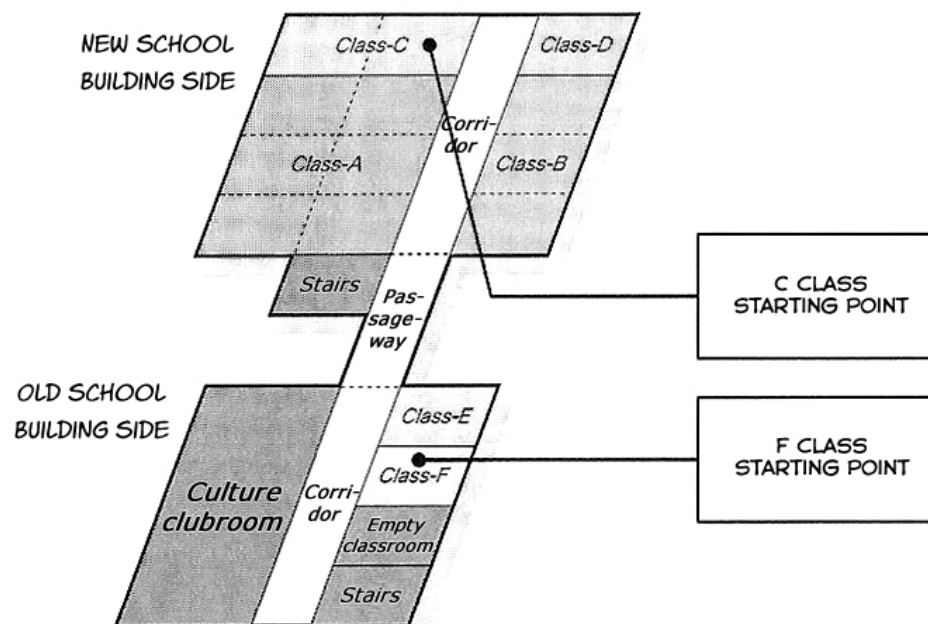 NEW SCHOOL
BUILDING SIDE
Class-C
Class-D
Corri-
dor
Class-A
Class-B
Stairs
Pas-
sage-
way
C CLASS
STARTING POINT
OLD SCHOOL
BUILDING SIDE
Class-E
Class-F
Culture
clubroom
Corri-
dor
Empty
classroom
Stairs
F CLASS
STARTING POINT